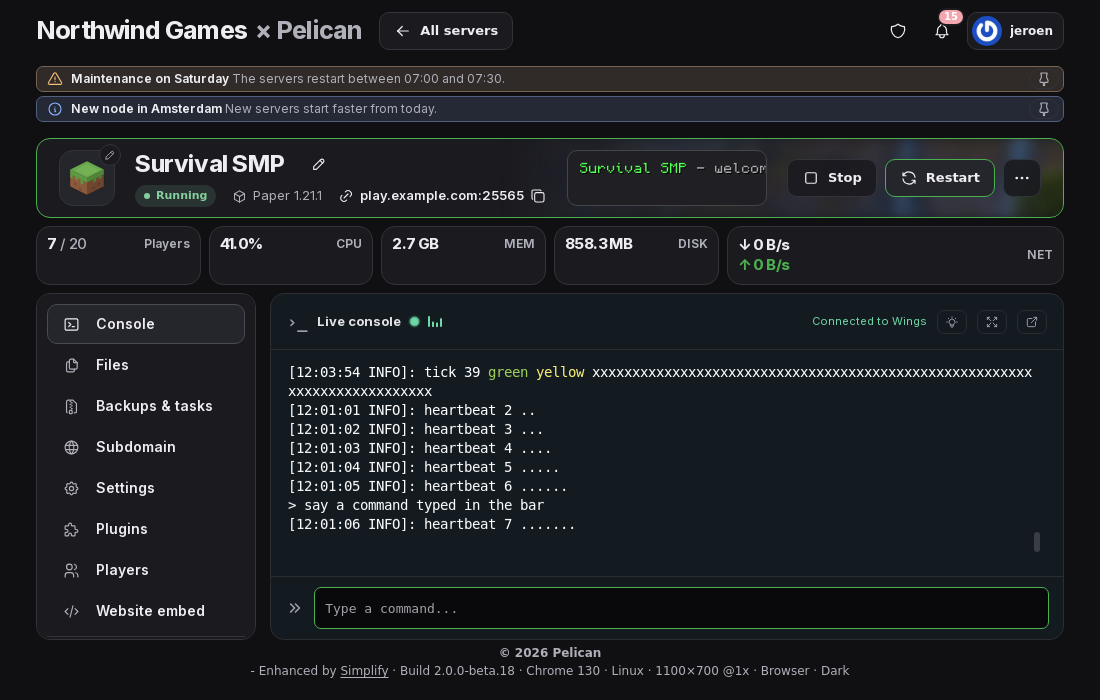 Northwind Games × Pelican
All servers
15
jeroen
Maintenance on Saturday The servers restart between 07:00 and 07:30.
New node in Amsterdam New servers start faster from today.
Survival SMP
Running
Paper 1.21.1
play.example.com:25565
Survival SMP - welcom
Stop
Restart
7 / 20 Players
41.0% CPU
2.7 GB MEM
858.3 MB DISK
↓ 0 B/s
↑ 0 B/s
NET
Console
Files
Backups & tasks
Subdomain
Settings
Plugins
Players
Website embed
Live console
Connected to Wings
[12:03:54 INFO]: tick 39 green yellow xxxxxxxxxxxxxxxxxxxxxxxxxxxxxxxxxxxxxxxxxxxxxxxxxxxxxxx
xxxxxxxxxxxxxxxxxx
[12:01:01 INFO]: heartbeat 2 ..
[12:01:02 INFO]: heartbeat 3 ...
[12:01:03 INFO]: heartbeat 4 ....
[12:01:04 INFO]: heartbeat 5 .....
[12:01:05 INFO]: heartbeat 6 ......
> say a command typed in the bar
[12:01:06 INFO]: heartbeat 7 .......
Type a command...
© 2026 Pelican
- Enhanced by Simplify · Build 2.0.0-beta.18 · Chrome 130 · Linux · 1100×700 @1x · Browser · Dark